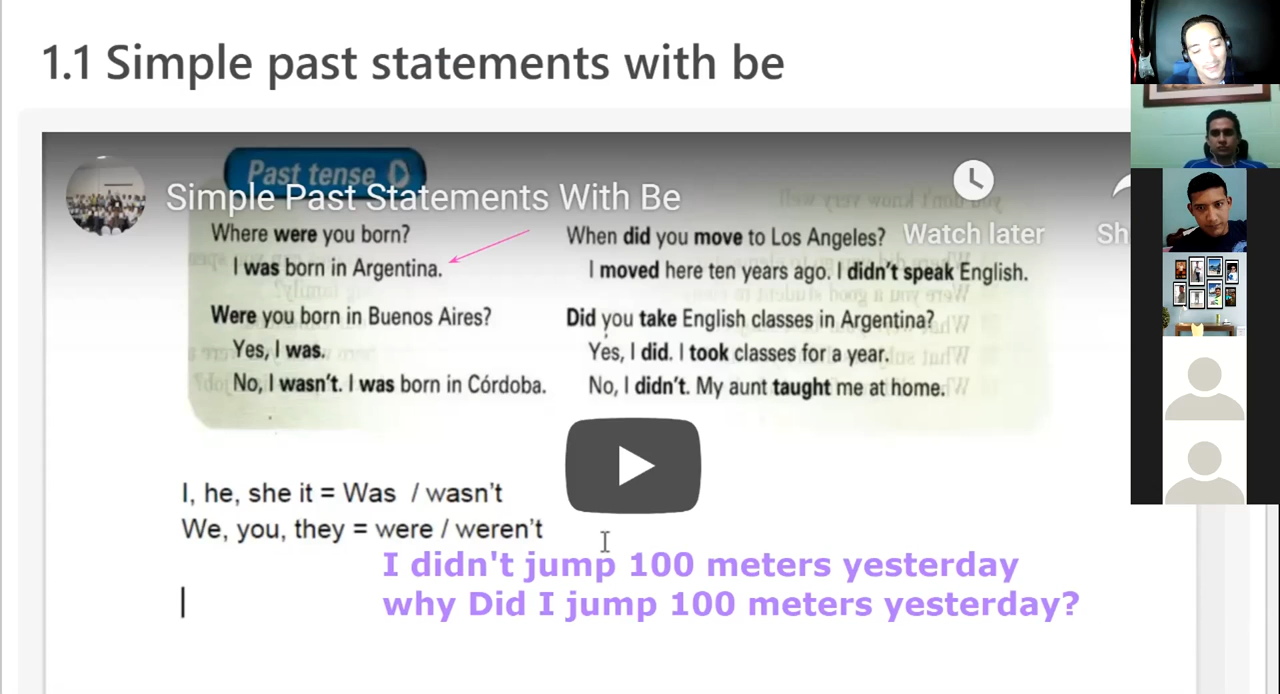 1.1 Simple past statements with be
Past tense
Simple Past Statements With Be
Watch later
Sh
Where were you born?
I was born in Argentina.
Were you born in Buenos Aires?
Yes, I was.
No, I wasn't. I was born in Córdoba.
When did you move to Los Angeles?
I moved here ten years ago. I didn't speak English.
Did you take English classes in Argentina?
Yes, I did. I took classes for a year.
No, I didn't. My aunt taught me at home.
I, he, she it = Was / wasn't
We, you, they = were / weren't
I didn't jump 100 meters yesterday
why Did I jump 100 meters yesterday?